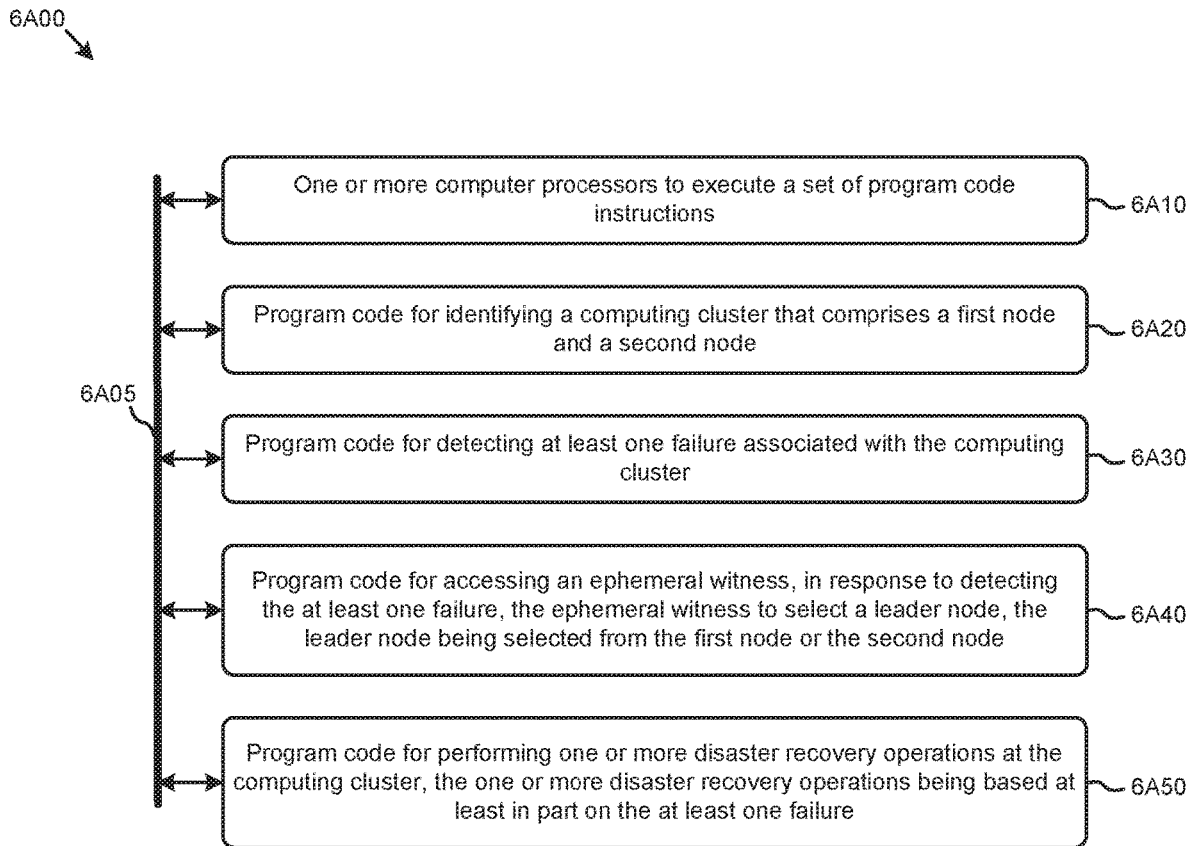 6A00
One or more computer processors to execute a set of program code
instructions
6A10
Program code for identifying a computing cluster that comprises a first node
and a second node
6A20
6A05
Program code for detecting at least one failure associated with the computing
cluster
6A30
Program code for accessing an ephemeral witness, in response to detecting
the at least one failure, the ephemeral witness to select a leader node, the
leader node being selected from the first node or the second node
6A40
Program code for performing one or more disaster recovery operations at the
computing cluster, the one or more disaster recovery operations being based at
least in part on the at least one failure
6A50